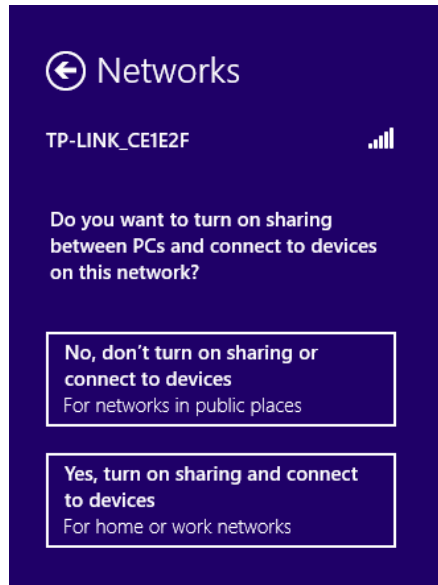 Networks
TP-LINK_CE1E2F
Do you want to turn on sharing
between PCs and connect to devices
on this network?
No, don't turn on sharing or
connect to devices
For networks in public places
Yes, turn on sharing and connect
to devices
For home or work networks